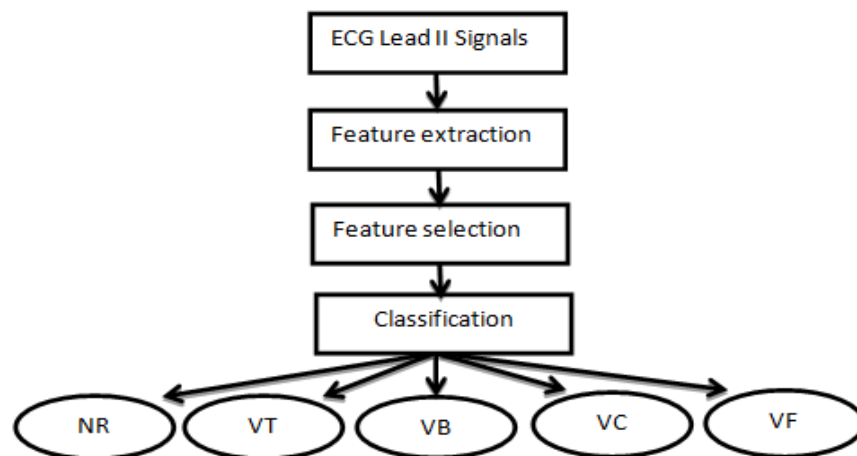 ECG Lead II Signals
Feature extraction
Feature selection
Classification
NR
VT
VB
VC
VF